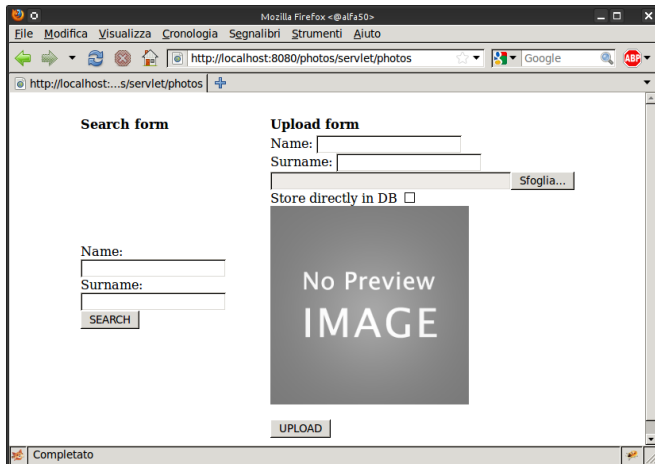 Mozilla Firefox <@alfa50>
File Modifica Visualizza Cronologia Segnalibri Strumenti Aiuto
http://localhost:8080/photos/servlet/photos
Google
ABP
http://localhost:...s/servlet/photos
Search form
Name:
Surname:
SEARCH
Upload form
Name:
Surname:
Sfoglia...
Store directly in DB
No Preview
IMAGE
UPLOAD
Completato